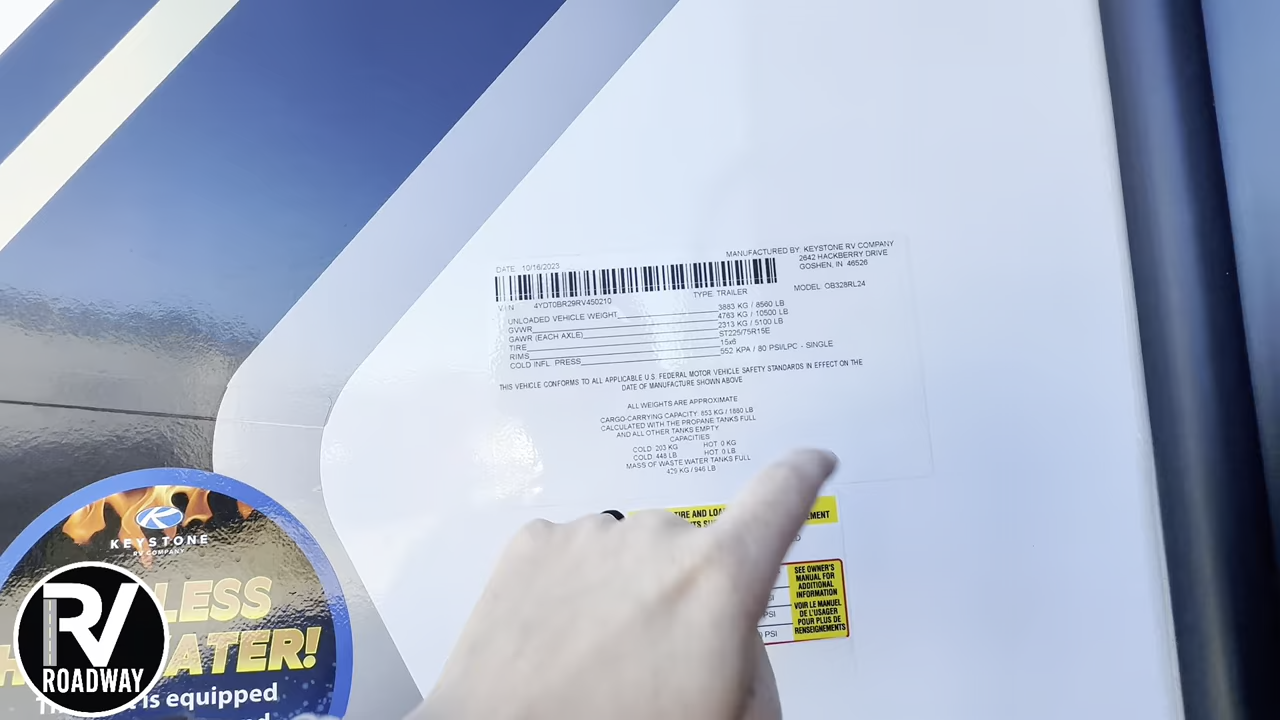 DATE: 10/16/2023
MANUFACTURED BY: KEYSTONE RV COMPANY
2642 HACKBERRY DRIVE
GOSHEN, IN 46526
V I N 4YDT0BR29RV450210
TYPE: TRAILER
MODEL: OB328RL24
UNLOADED VEHICLE WEIGHT 3883 KG / 8560 LB
GVWR 4763 KG / 10500 LB
GAWR (EACH AXLE) 2313 KG / 5100 LB
TIRE ST225/75R15E
RIMS 15x6
COLD INFL. PRESS 552 KPA / 80 PSI/LPC - SINGLE
THIS VEHICLE CONFORMS TO ALL APPLICABLE U.S. FEDERAL MOTOR VEHICLE SAFETY STANDARDS IN EFFECT ON THE
DATE OF MANUFACTURE SHOWN ABOVE
ALL WEIGHTS ARE APPROXIMATE
CARGO-CARRYING CAPACITY: 853 KG / 1880 LB
CALCULATED WITH THE PROPANE TANKS FULL
AND ALL OTHER TANKS EMPTY
CAPACITIES:
COLD: 203 KG HOT: 0 KG
COLD: 448 LB HOT: 0 LB
MASS OF WASTE WATER TANKS FULL
429 KG / 946 LB
TIRE AND
SEE OWNER'S
MANUAL FOR
ADDITIONAL
INFORMATION
VOIR LE MANUEL
DE L'USAGER
POUR PLUS DE
RENSEIGNEMENTS
PSI
PSI
KEYSTONE
RV COMPANY
LESS
ATER!
is equipped
RV
ROADWAY